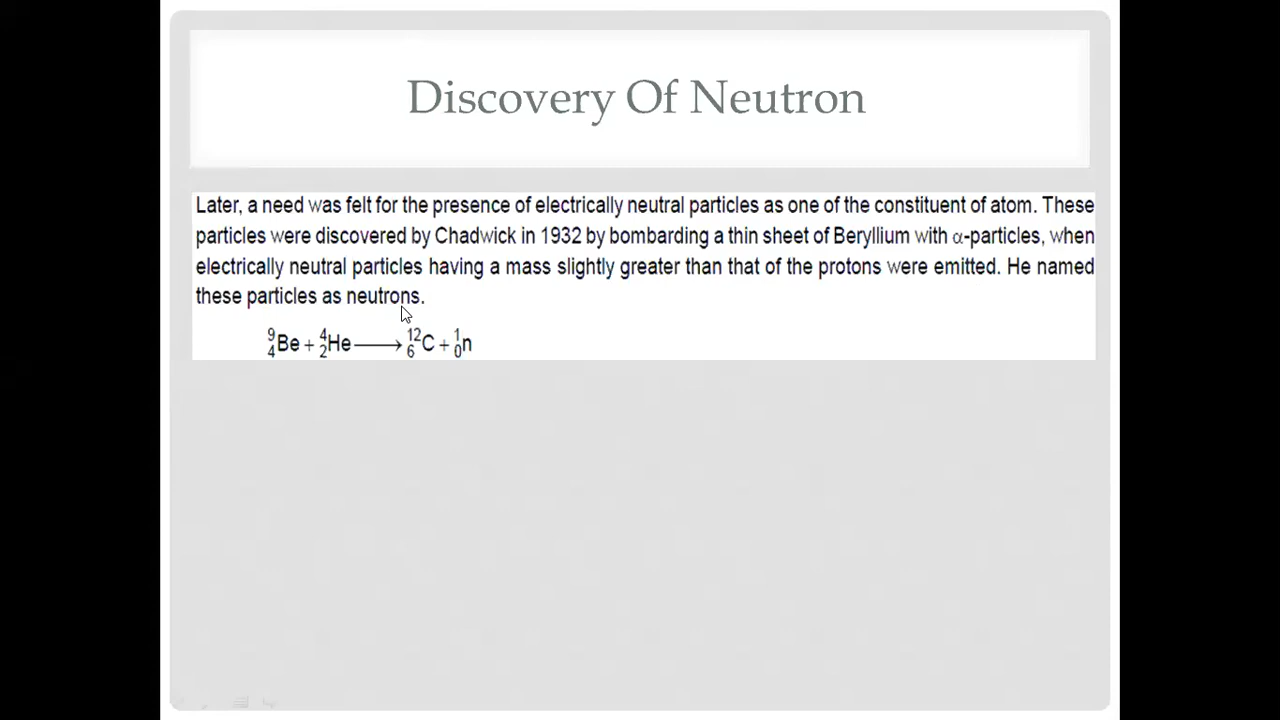 Discovery Of Neutron
Later, a need was felt for the presence of electrically neutral particles as one of the constituent of atom. These
particles were discovered by Chadwick in 1932 by bombarding a thin sheet of Beryllium with α-particles, when
electrically neutral particles having a mass slightly greater than that of the protons were emitted. He named
these particles as neutrons.
⁹₄Be + ⁴₂He ⟶ ¹²₆C + ¹₀n